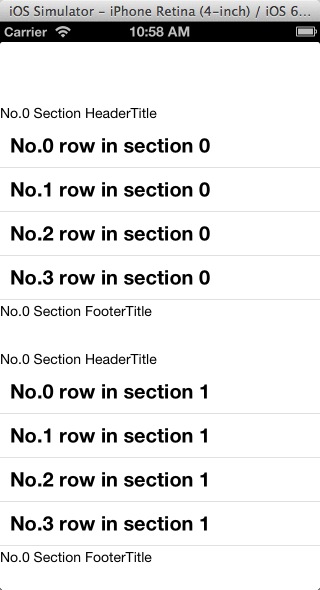 iOS Simulator – iPhone Retina (4-inch) / iOS 6...
Carrier 10:58 AM
No.0 Section HeaderTitle
No.0 row in section 0
No.1 row in section 0
No.2 row in section 0
No.3 row in section 0
No.0 Section FooterTitle
No.0 Section HeaderTitle
No.0 row in section 1
No.1 row in section 1
No.2 row in section 1
No.3 row in section 1
No.0 Section FooterTitle